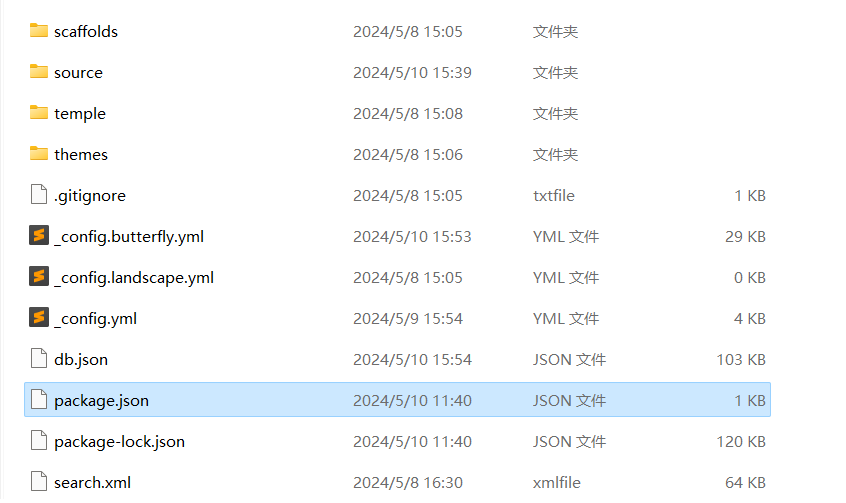 scaffolds 2024/5/8 15:05 文件夹
source 2024/5/10 15:39 文件夹
temple 2024/5/8 15:08 文件夹
themes 2024/5/8 15:06 文件夹
.gitignore 2024/5/8 15:05 txtfile 1 KB
_config.butterfly.yml 2024/5/10 15:53 YML 文件 29 KB
_config.landscape.yml 2024/5/8 15:05 YML 文件 0 KB
_config.yml 2024/5/9 15:54 YML 文件 4 KB
db.json 2024/5/10 15:54 JSON 文件 103 KB
package.json 2024/5/10 11:40 JSON 文件 1 KB
package-lock.json 2024/5/10 11:40 JSON 文件 120 KB
search.xml 2024/5/8 16:30 xmlfile 64 KB